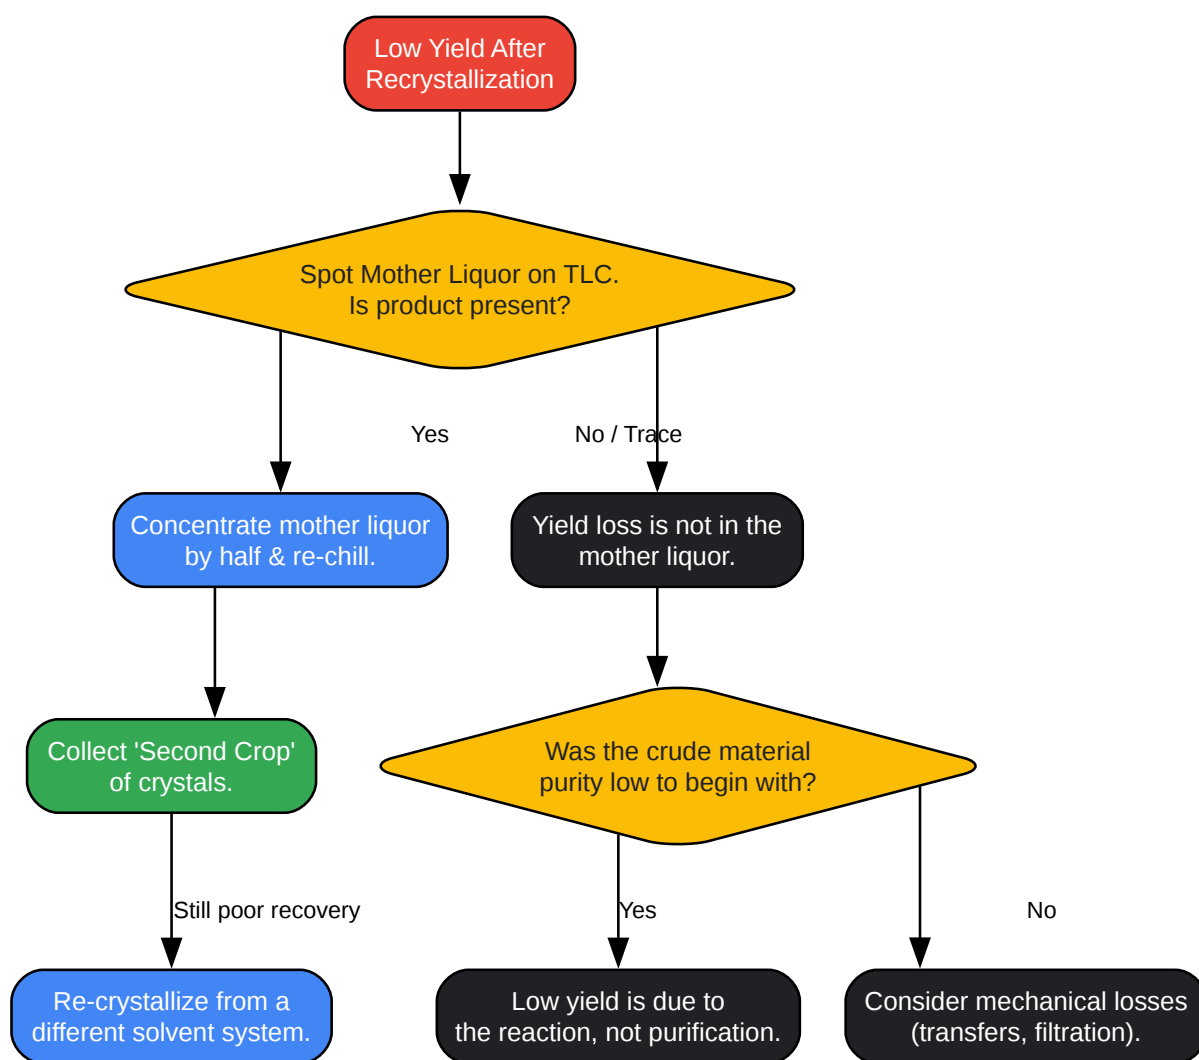 Low Yield After
Recrystallization
Spot Mother Liquor on TLC.
Is product present?
Yes
No / Trace
Concentrate mother liquor
by half & re-chill.
Yield loss is not in the
mother liquor.
Collect 'Second Crop'
of crystals.
Was the crude material
purity low to begin with?
Still poor recovery
Yes
No
Re-crystallize from a
different solvent system.
Low yield is due to
the reaction, not purification.
Consider mechanical losses
(transfers, filtration).